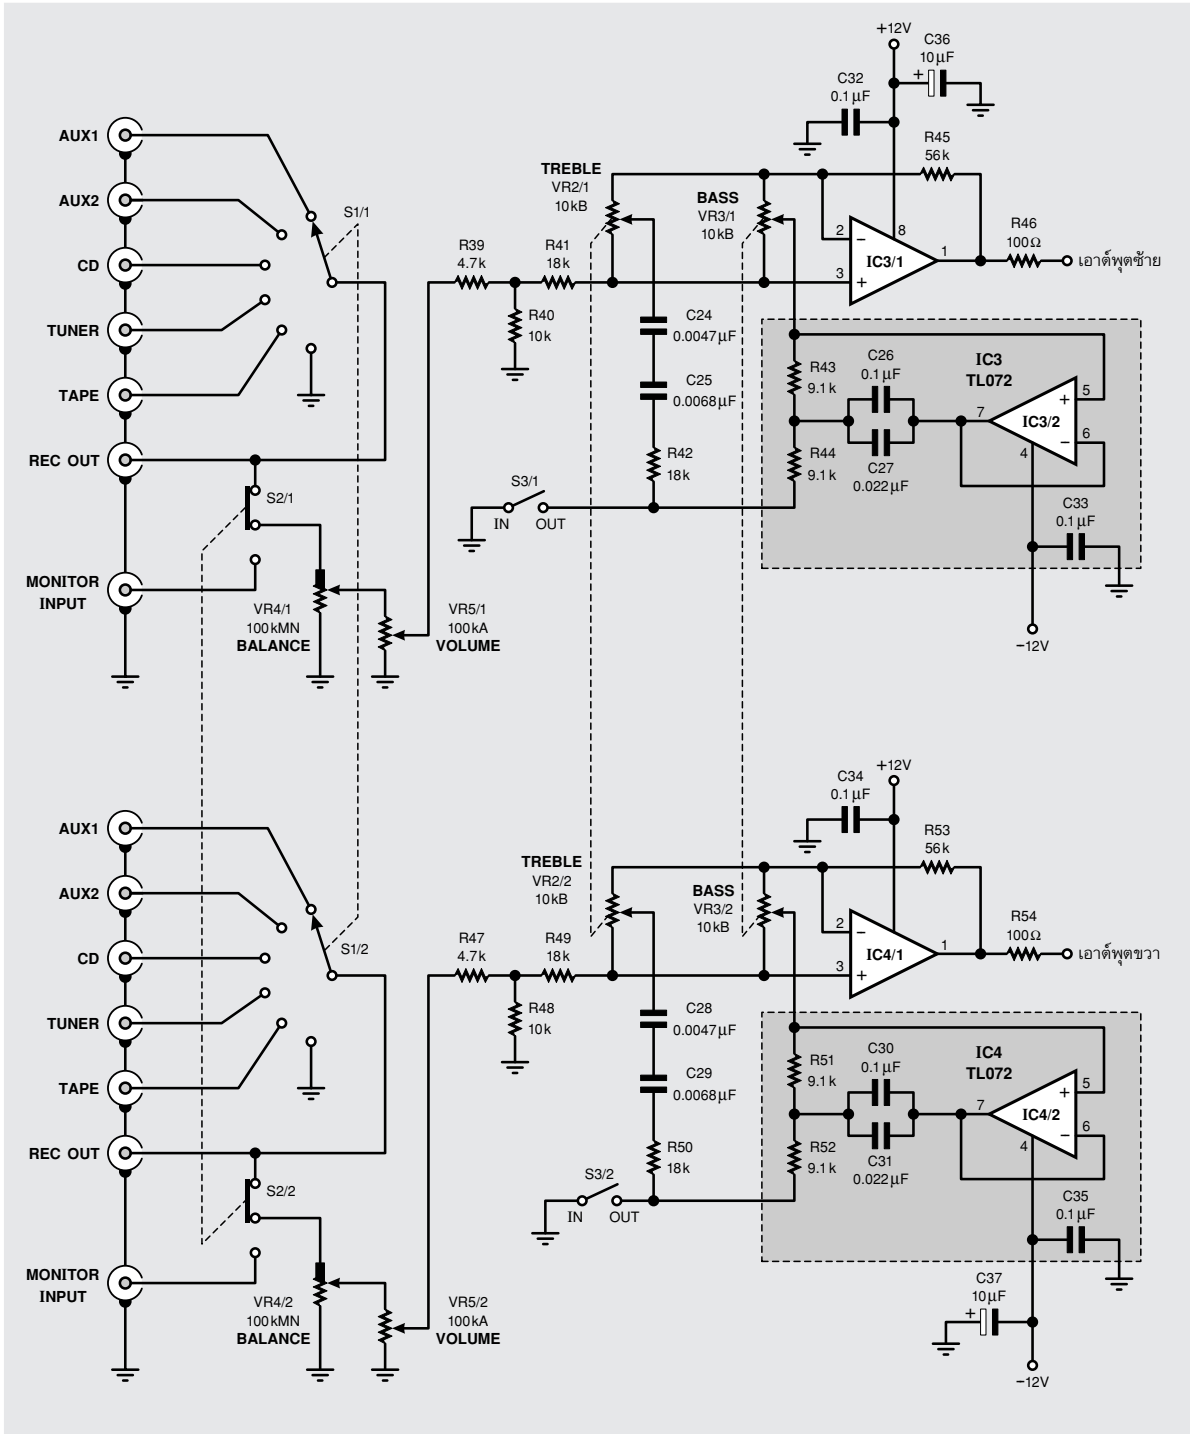 +12V
C36
10µF
+
C32
0.1µF
AUX1
AUX2
CD
TUNER
TAPE
REC OUT
MONITOR
INPUT
S1/1
S2/1
VR4/1
100kMN
BALANCE
VR5/1
100kA
VOLUME
R39
4.7k
R40
10k
R41
18k
TREBLE
VR2/1
10kB
BASS
VR3/1
10kB
R45
56k
2
−
3
+
8
IC3/1
1
R46
100Ω
เอาต์พุตซ้าย
C24
0.0047µF
C25
0.0068µF
R42
18k
S3/1
IN
OUT
R43
9.1k
R44
9.1k
C26
0.1µF
C27
0.022µF
IC3
TL072
7
IC3/2
+
5
−
6
4
C33
0.1µF
−12V
+12V
C34
0.1µF
AUX1
AUX2
CD
TUNER
TAPE
REC OUT
MONITOR
INPUT
S1/2
S2/2
VR4/2
100kMN
BALANCE
VR5/2
100kA
VOLUME
R47
4.7k
R48
10k
R49
18k
TREBLE
VR2/2
10kB
BASS
VR3/2
10kB
R53
56k
2
−
3
+
IC4/1
1
R54
100Ω
เอาต์พุตขวา
C28
0.0047µF
C29
0.0068µF
R50
18k
S3/2
IN
OUT
R51
9.1k
R52
9.1k
C30
0.1µF
C31
0.022µF
IC4
TL072
7
IC4/2
+
5
−
6
4
C35
0.1µF
C37
10µF
+
−12V